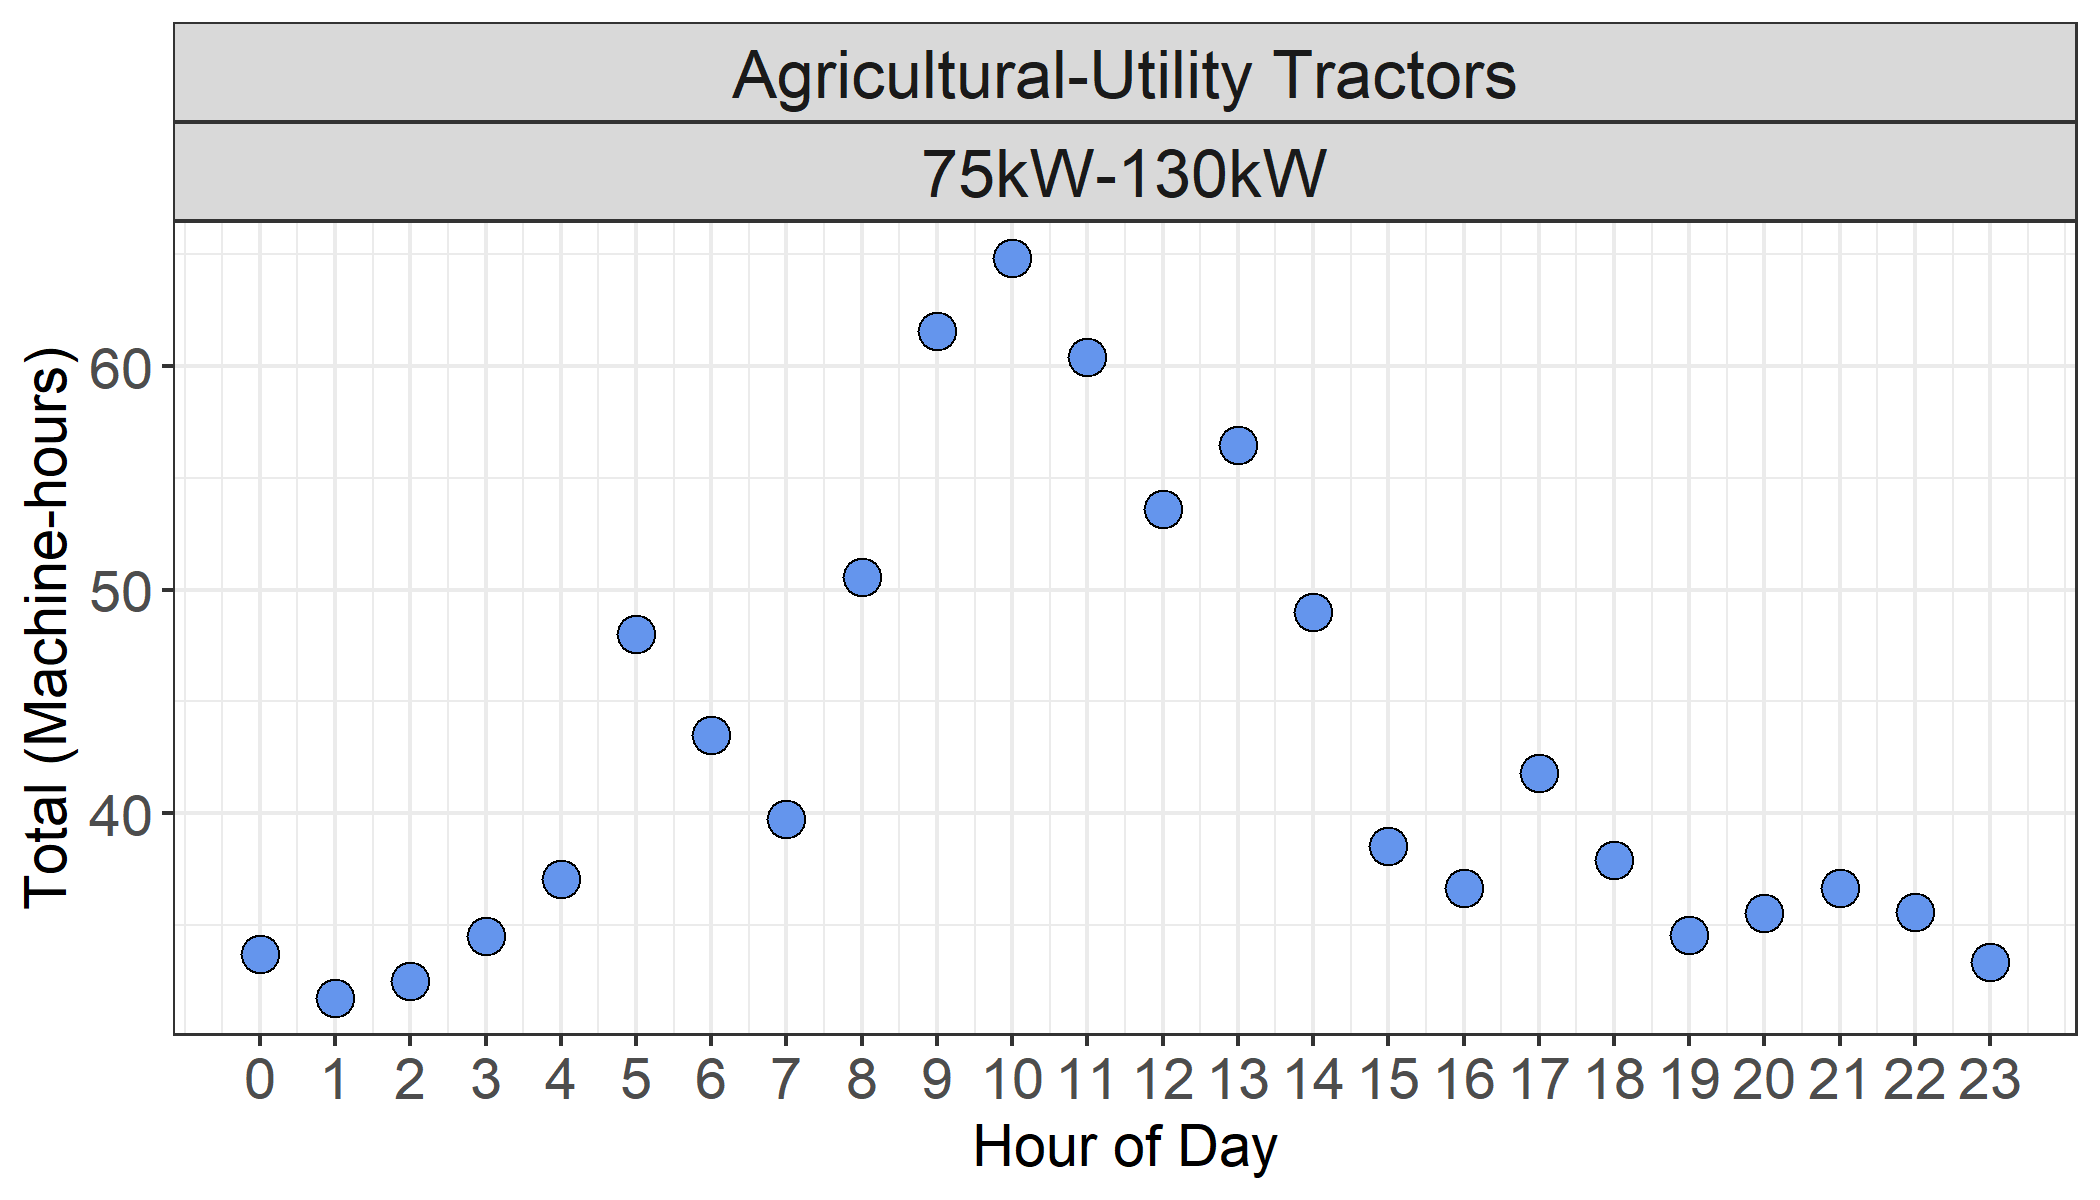 Agricultural-Utility Tractors
75kW-130kW
Total (Machine-hours)
60
50
40
0 1 2 3 4 5 6 7 8 9 10 11 12 13 14 15 16 17 18 19 20 21 22 23
Hour of Day